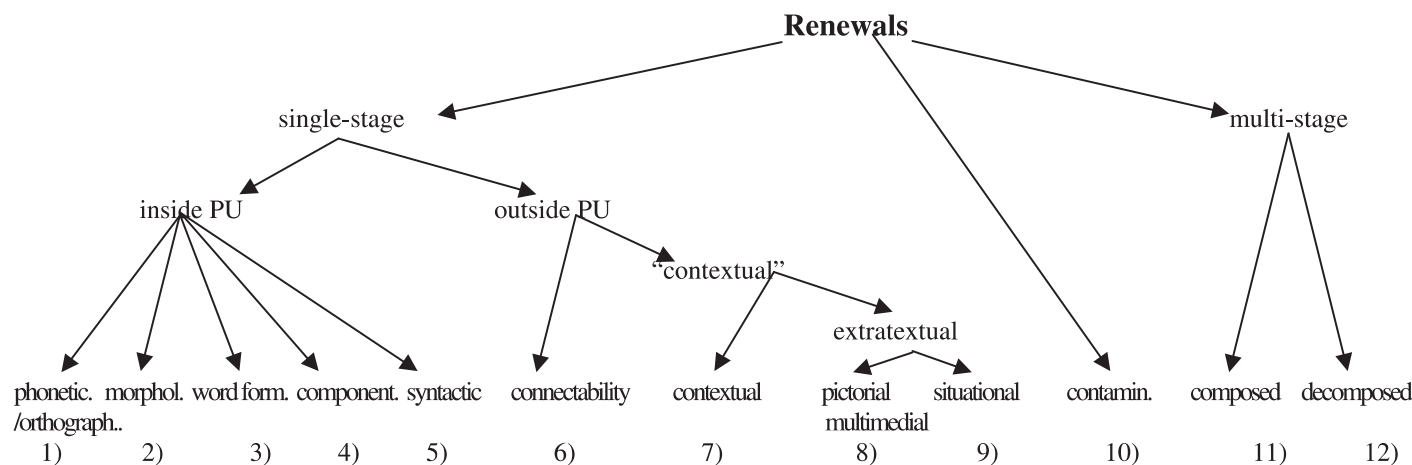 Renewals
single-stage
multi-stage
inside PU
outside PU
“contextual”
extratextual
phonetic. morphol. word form. component. syntactic connectability contextual pictorial situational contamin. composed decomposed
/orthograph.. multimedial
1) 2) 3) 4) 5) 6) 7) 8) 9) 10) 11) 12)